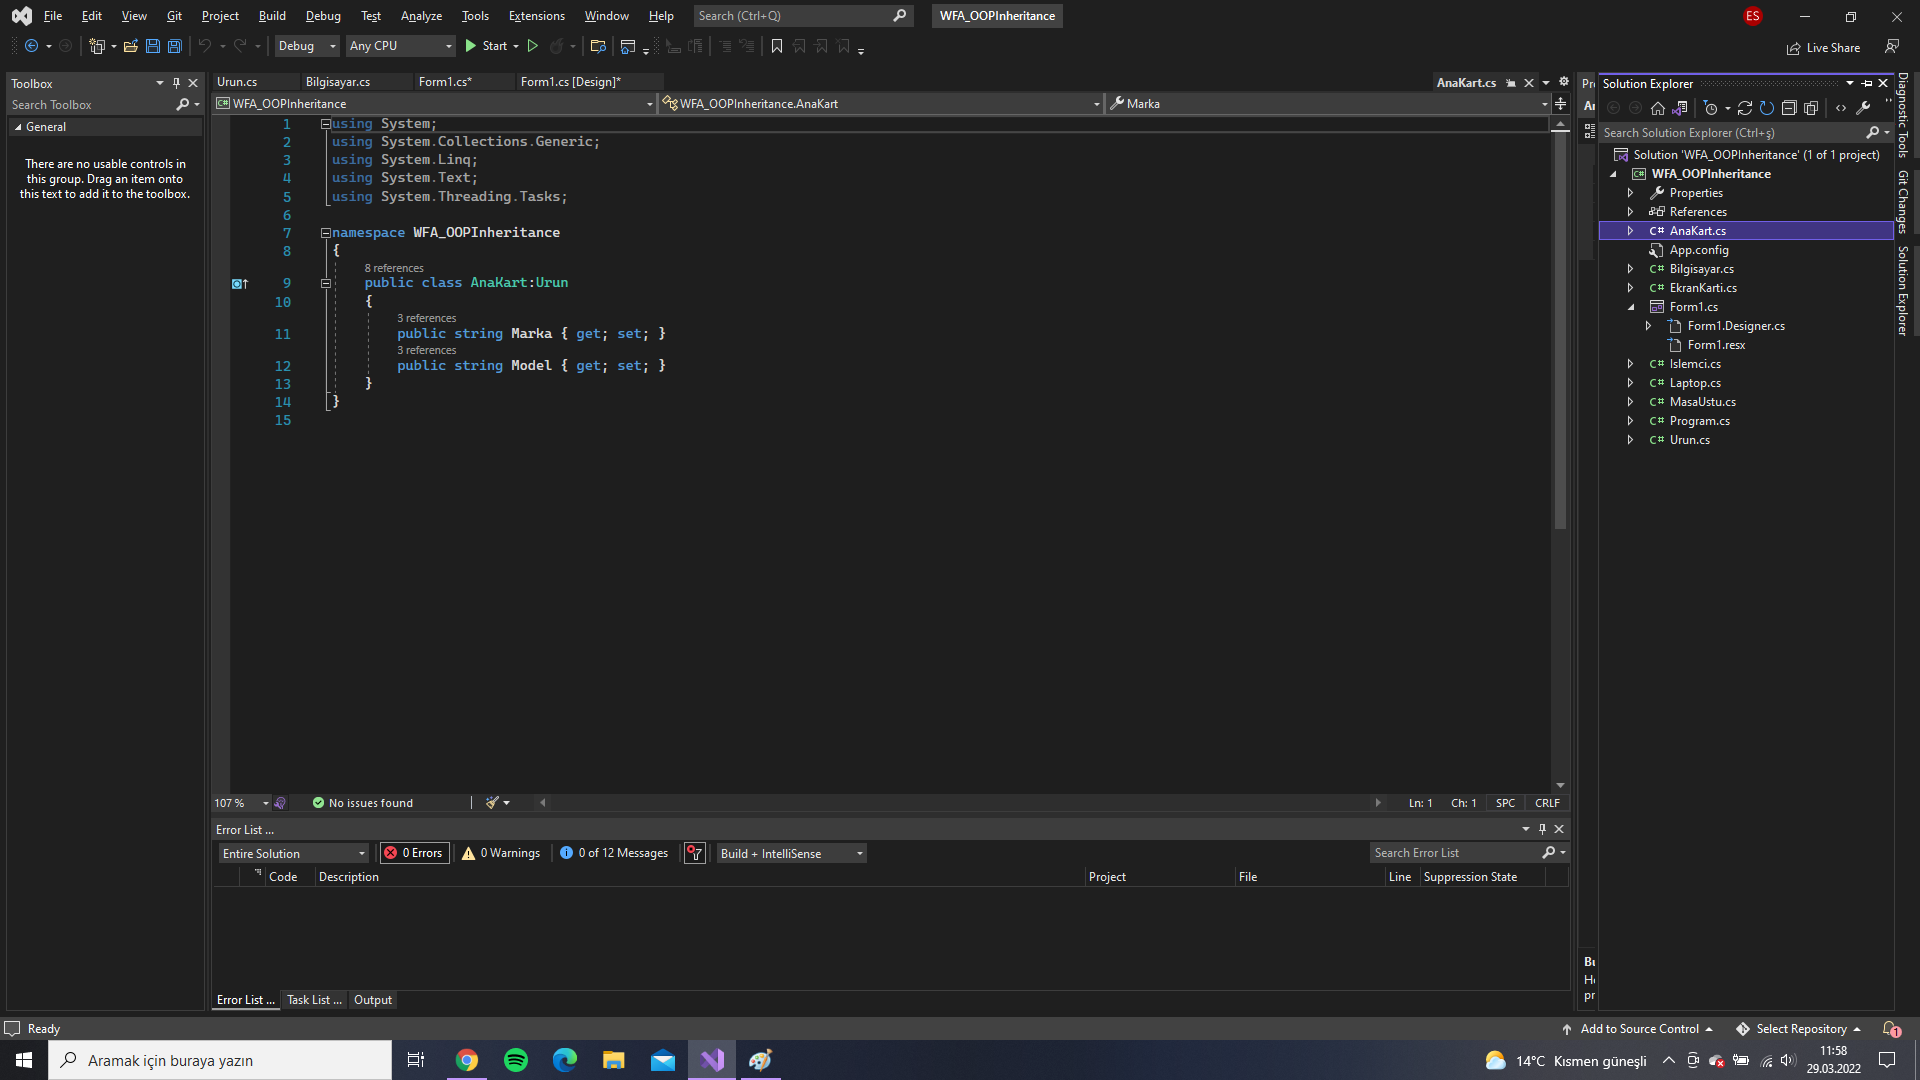 File Edit View Git Project Build Debug Test Analyze Tools Extensions Window Help Search (Ctrl+Q) WFA_OOPInheritance ES
Debug Any CPU Start Live Share
Toolbox
Search Toolbox
General
There are no usable controls in
this group. Drag an item onto
this text to add it to the toolbox.
Urun.cs Bilgisayar.cs Form1.cs* Form1.cs [Design]* AnaKart.cs
WFA_OOPInheritance WFA_OOPInheritance.AnaKart Marka
1 using System;
2 using System.Collections.Generic;
3 using System.Linq;
4 using System.Text;
5 using System.Threading.Tasks;
6
7 namespace WFA_OOPInheritance
8 {
8 references
9 public class AnaKart:Urun
10 {
3 references
11 public string Marka { get; set; }
3 references
12 public string Model { get; set; }
13 }
14 }
15
107 % No issues found Ln: 1 Ch: 1 SPC CRLF
Error List ...
Entire Solution 0 Errors 0 Warnings 0 of 12 Messages Build + IntelliSense Search Error List
Code Description Project File Line Suppression State
Error List ... Task List ... Output
Solution Explorer
Search Solution Explorer (Ctrl+ş)
Solution 'WFA_OOPInheritance' (1 of 1 project)
C# WFA_OOPInheritance
Properties
References
C# AnaKart.cs
App.config
C# Bilgisayar.cs
C# EkranKarti.cs
Form1.cs
Form1.Designer.cs
Form1.resx
C# Islemci.cs
C# Laptop.cs
C# MasaUstu.cs
C# Program.cs
C# Urun.cs
Diagnostic Tools
Git Changes
Solution Explorer
Ready Add to Source Control Select Repository 1
Aramak için buraya yazın 14°C Kısmen güneşli 11:58
29.03.2022